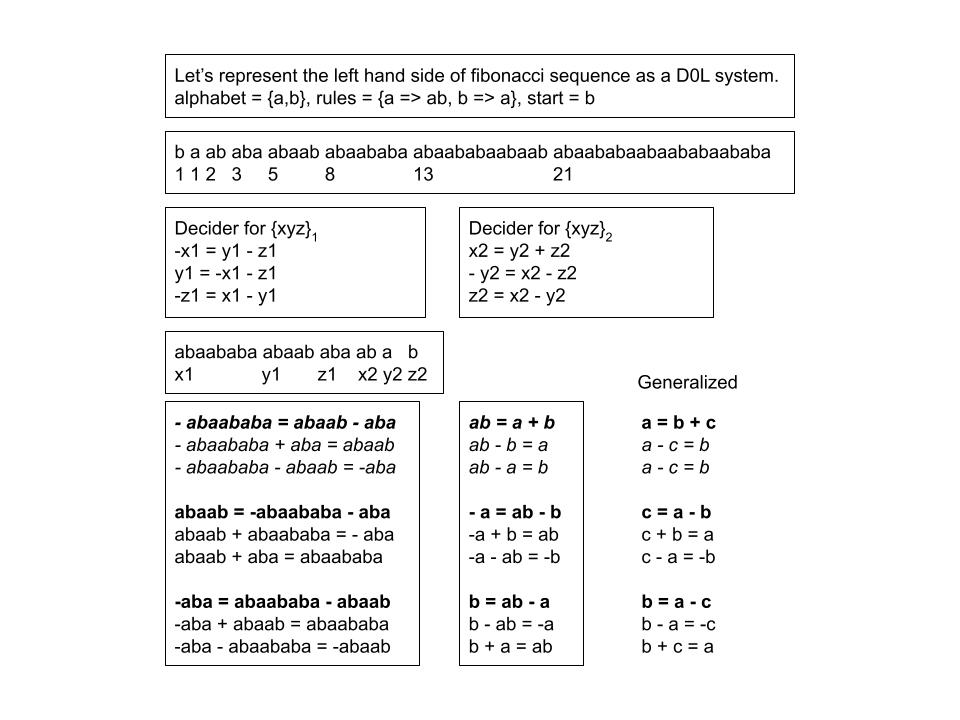 Let’s represent the left hand side of fibonacci sequence as a D0L system.
alphabet = {a,b}, rules = {a => ab, b => a}, start = b
b a ab aba abaab abaababa abaababaabaab abaababaabaababaababa
1 1 2 3 5 8 13 21
Decider for {xyz}1
-x1 = y1 - z1
y1 = -x1 - z1
-z1 = x1 - y1
Decider for {xyz}2
x2 = y2 + z2
- y2 = x2 - z2
z2 = x2 - y2
abaababa abaab aba ab a b
x1 y1 z1 x2 y2 z2
- abaababa = abaab - aba
- abaababa + aba = abaab
- abaababa - abaab = -aba
abaab = -abaababa - aba
abaab + abaababa = - aba
abaab + aba = abaababa
-aba = abaababa - abaab
-aba + abaab = abaababa
-aba - abaababa = -abaab
ab = a + b
ab - b = a
ab - a = b
- a = ab - b
-a + b = ab
-a - ab = -b
b = ab - a
b - ab = -a
b + a = ab
Generalized
a = b + c
a - c = b
a - c = b
c = a - b
c + b = a
c - a = -b
b = a - c
b - a = -c
b + c = a